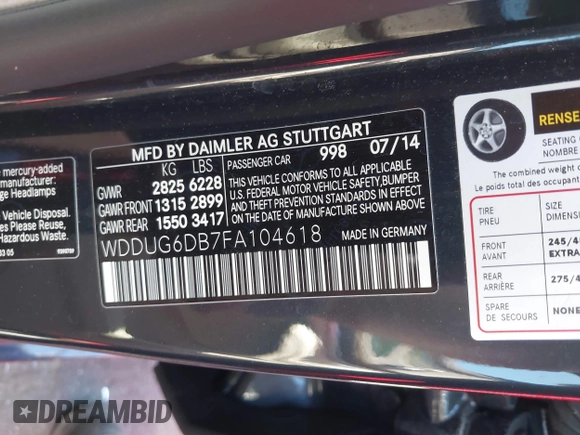 mercury-added
manufacturer:
ge Headlamps
Vehicle Disposal.
Please Reuse,
Hazardous Waste.
MFD BY DAIMLER AG STUTTGART
KG LBS
GVWR 2825 6228
GAWR FRONT 1315 2899
GAWR REAR 1550 3417
PASSENGER CAR 998 07/14
THIS VEHICLE CONFORMS TO ALL APPLICABLE
U.S. FEDERAL MOTOR VEHICLE SAFETY, BUMPER
AND THEFT PREVENTION STANDARDS IN EFFECT
ON THE DATE OF MANUFACTURE SHOWN ABOVE
WDDUG6DB7FA104618
MADE IN GERMANY
RENSE
SEATING
NOMBRE
The combined weight
Le poids total des occupant
TIRE
PNEU
SIZE
DIMENS
FRONT
AVANT
245/4
EXTRA
REAR
ARRIÈRE
275/4
SPARE
DE SECOURS
NONE
DREAMBID